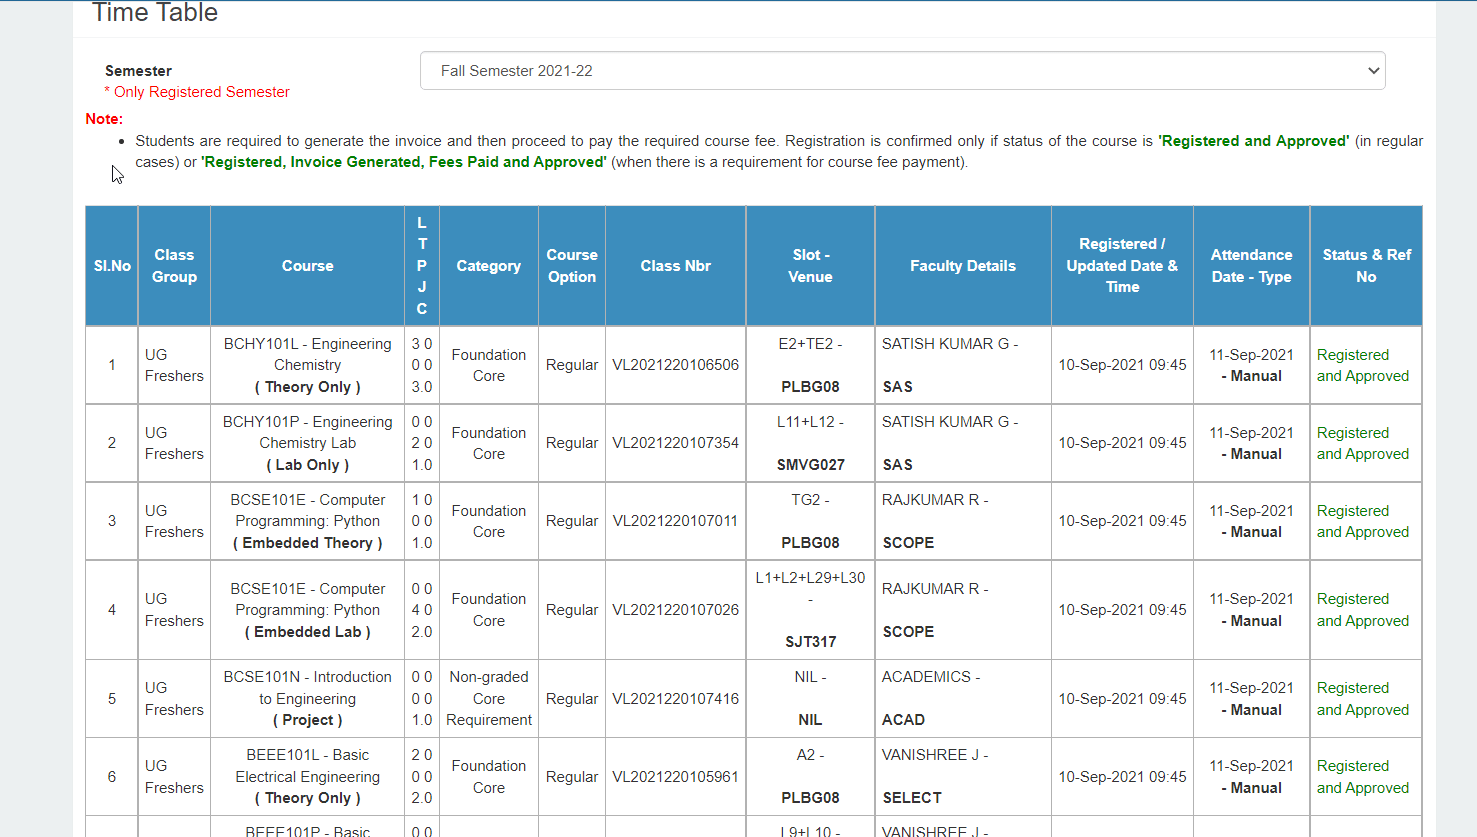 Time Table
Semester
* Only Registered Semester
Fall Semester 2021-22
Note:
Students are required to generate the invoice and then proceed to pay the required course fee. Registration is confirmed only if status of the course is 'Registered and Approved' (in regular
cases) or 'Registered, Invoice Generated, Fees Paid and Approved' (when there is a requirement for course fee payment).
Sl.No
Class
Group
Course
L
T
P
J
C
Category
Course
Option
Class Nbr
Slot -
Venue
Faculty Details
Registered /
Updated Date &
Time
Attendance
Date - Type
Status & Ref
No
1
UG
Freshers
BCHY101L - Engineering
Chemistry
( Theory Only )
3 0
0 0
3.0
Foundation
Core
Regular
VL2021220106506
E2+TE2 -
PLBG08
SATISH KUMAR G -
SAS
10-Sep-2021 09:45
11-Sep-2021
- Manual
Registered
and Approved
2
UG
Freshers
BCHY101P - Engineering
Chemistry Lab
( Lab Only )
0 0
2 0
1.0
Foundation
Core
Regular
VL2021220107354
L11+L12 -
SMVG027
SATISH KUMAR G -
SAS
10-Sep-2021 09:45
11-Sep-2021
- Manual
Registered
and Approved
3
UG
Freshers
BCSE101E - Computer
Programming: Python
( Embedded Theory )
1 0
0 0
1.0
Foundation
Core
Regular
VL2021220107011
TG2 -
PLBG08
RAJKUMAR R -
SCOPE
10-Sep-2021 09:45
11-Sep-2021
- Manual
Registered
and Approved
4
UG
Freshers
BCSE101E - Computer
Programming: Python
( Embedded Lab )
0 0
4 0
2.0
Foundation
Core
Regular
VL2021220107026
L1+L2+L29+L30
-
SJT317
RAJKUMAR R -
SCOPE
10-Sep-2021 09:45
11-Sep-2021
- Manual
Registered
and Approved
5
UG
Freshers
BCSE101N - Introduction
to Engineering
( Project )
0 0
0 0
1.0
Non-graded
Core
Requirement
Regular
VL2021220107416
NIL -
NIL
ACADEMICS -
ACAD
10-Sep-2021 09:45
11-Sep-2021
- Manual
Registered
and Approved
6
UG
Freshers
BEEE101L - Basic
Electrical Engineering
( Theory Only )
2 0
0 0
2.0
Foundation
Core
Regular
VL2021220105961
A2 -
PLBG08
VANISHREE J -
SELECT
10-Sep-2021 09:45
11-Sep-2021
- Manual
Registered
and Approved
BEEE101P - Basic
0 0
L9+L10 -
VANISHREE J -